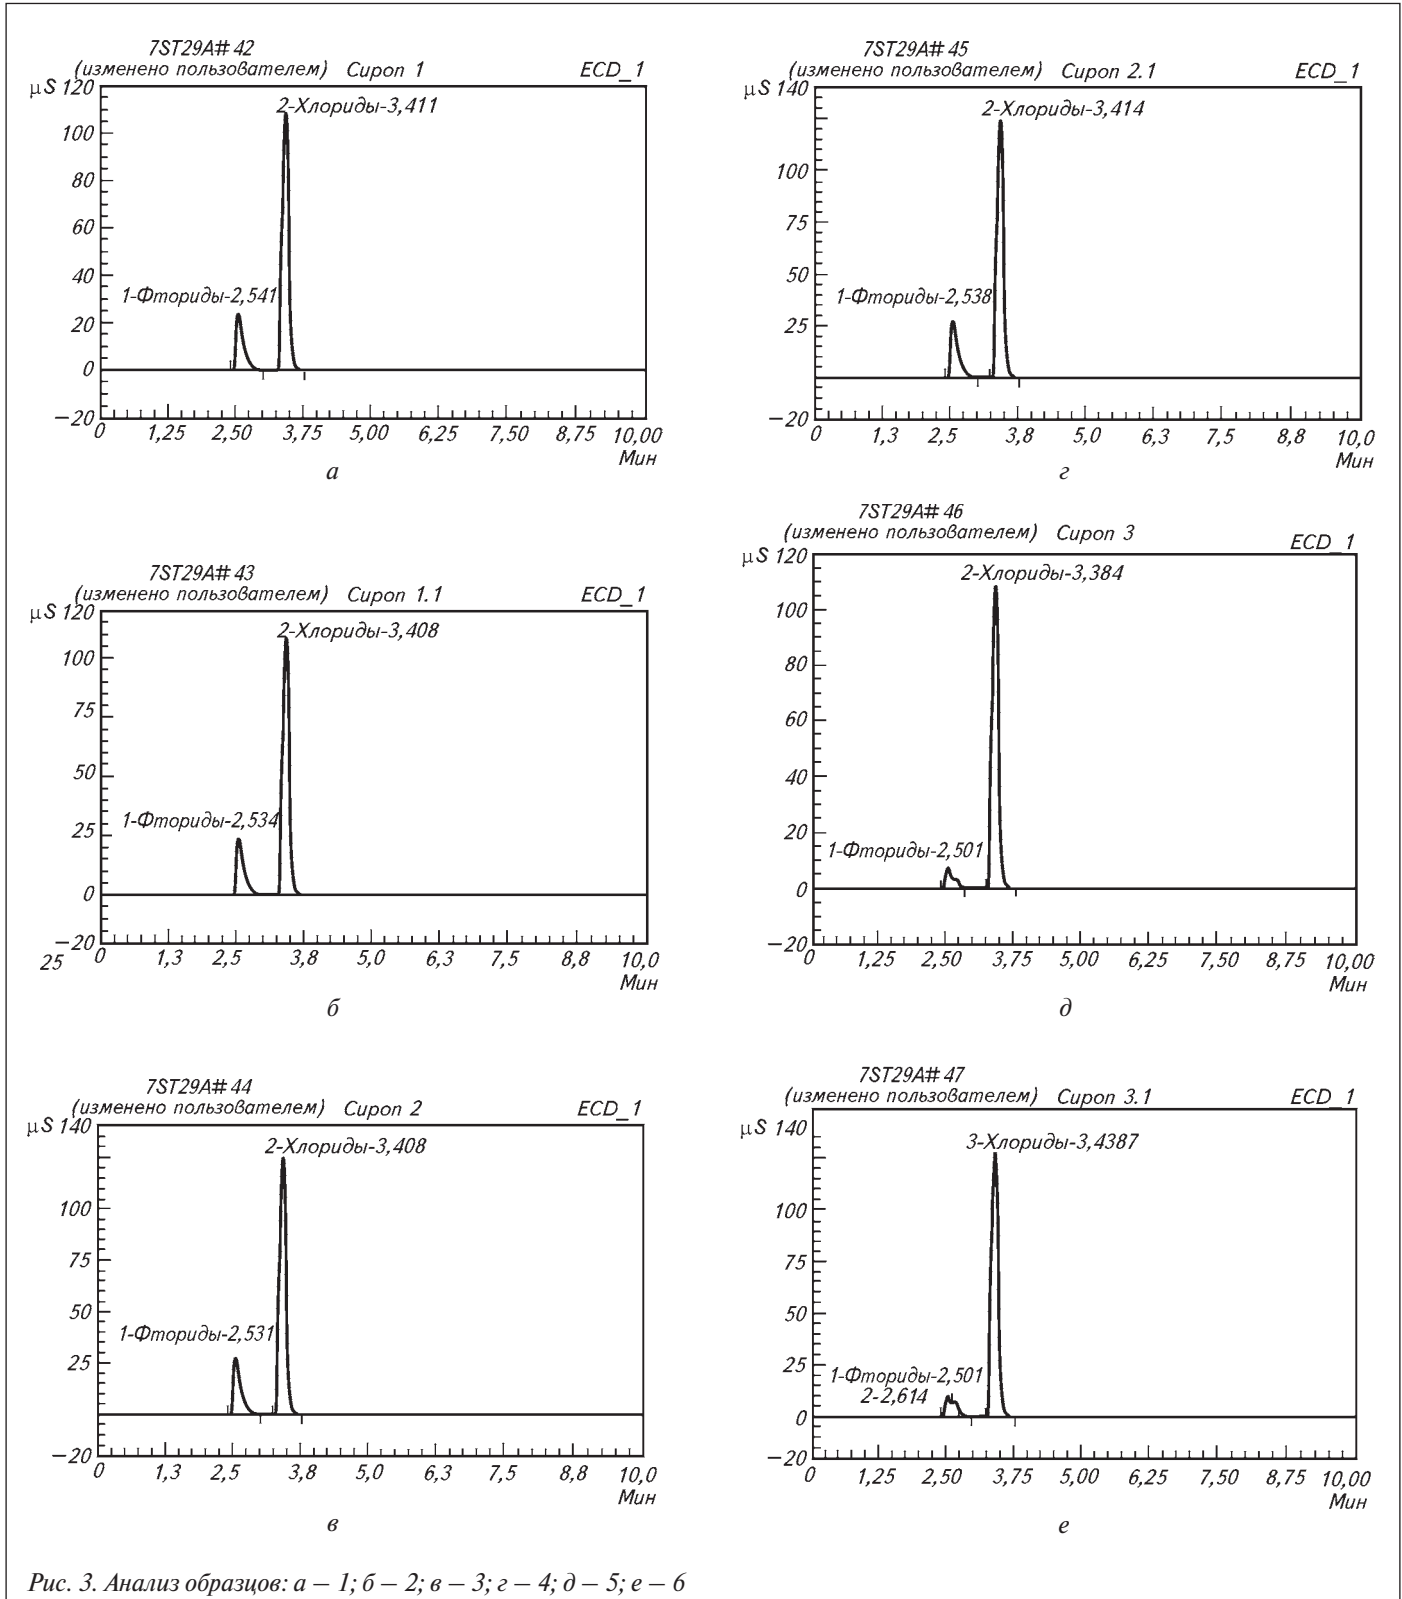 7ST29A# 42
(изменено пользователем) Сироп 1 ECD_1
µS 120
2-Хлориды-3,411
100
80
60
40
1-Фториды-2,541
20
0
−20
0 1,25 2,50 3,75 5,00 6,25 7,50 8,75 10,00
Мин
а
7ST29A# 43
(изменено пользователем) Сироп 1.1 ECD_1
µS 120
2-Хлориды-3,408
100
75
50
1-Фториды-2,534
25
0
−20
25 0 1,3 2,5 3,8 5,0 6,3 7,5 8,8 10,0
Мин
б
7ST29A# 44
(изменено пользователем) Сироп 2 ECD_1
µS 140
2-Хлориды-3,408
100
75
50
1-Фториды-2,531
25
−20
0 1,3 2,5 3,8 5,0 6,3 7,5 8,8 10,0
Мин
в
7ST29A# 45
(изменено пользователем) Сироп 2.1 ECD_1
µS 140
2-Хлориды-3,414
100
75
50
1-Фториды-2,538
25
−20
0 1,3 2,5 3,8 5,0 6,3 7,5 8,8 10,0
Мин
г
7ST29A# 46
(изменено пользователем) Сироп 3 ECD_1
µS 120
2-Хлориды-3,384
100
80
60
40
20
1-Фториды-2,501
0
−20
0 1,25 2,50 3,75 5,00 6,25 7,50 8,75 10,00
Мин
д
7ST29A# 47
(изменено пользователем) Сироп 3.1 ECD_1
µS 140
3-Хлориды-3,4387
100
75
50
25
1-Фториды-2,501
2-2,614
0
−20
0 1,25 2,50 3,75 5,00 6,25 7,50 8,75 10,00
Мин
е
Рис. 3. Анализ образцов: а — 1; б — 2; в — 3; г — 4; д — 5; е — 6